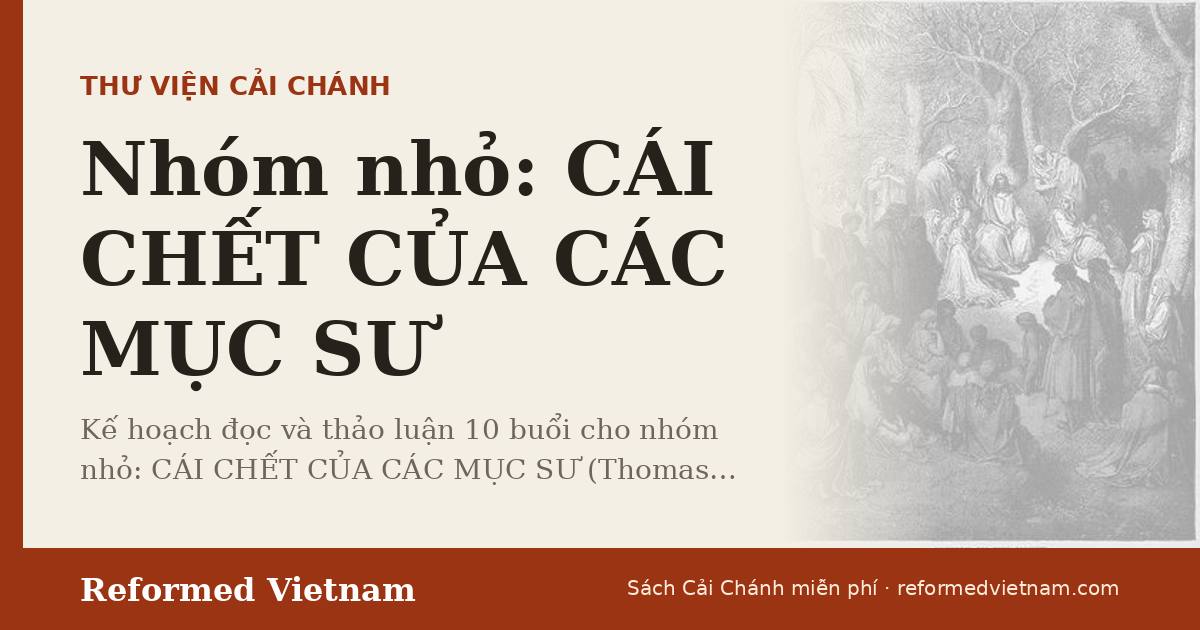 THƯ VIỆN CẢI CHÁNH
Nhóm nhỏ: CÁI
CHẾT CỦA CÁC
MỤC SƯ
Kế hoạch đọc và thảo luận 10 buổi cho nhóm
nhỏ: CÁI CHẾT CỦA CÁC MỤC SƯ (Thomas...
Reformed Vietnam
Sách Cải Chánh miễn phí · reformedvietnam.com